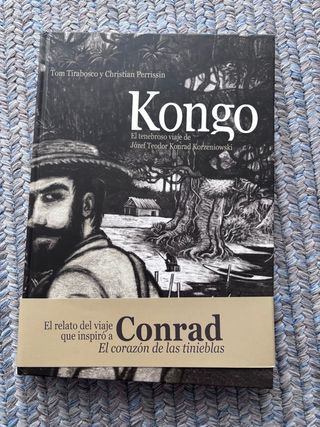 Tom Tirabosco y Christian Perrissin
Kongo
El tenebroso viaje de
Józef Teodor Konrad Korzeniowski
El relato del viaje
que inspiró a
Conrad
El corazón de las tinieblas